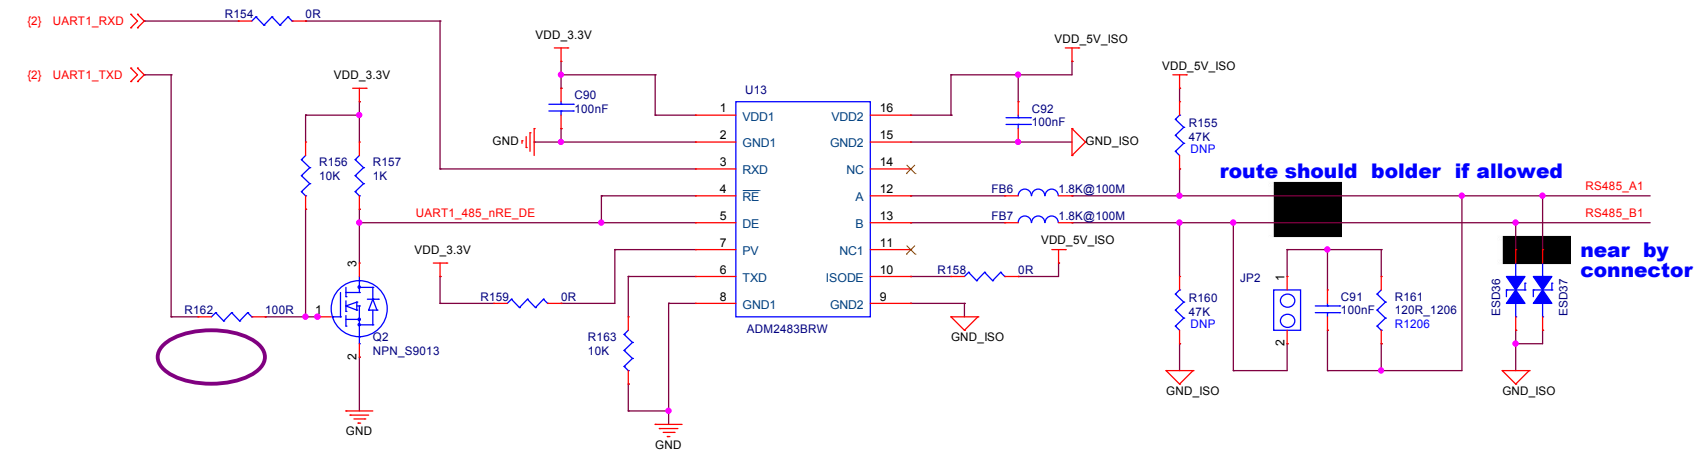 {2} UART1_RXD
R154 0R
{2} UART1_TXD
VDD_3.3V
R156
10K
R157
1K
UART1_485_nRE_DE
R162 100R
1
3
2
Q2
NPN_S9013
GND
VDD_3.3V
C90
100nF
GND
VDD_3.3V
R159 0R
R163
10K
GND
U13
1 VDD1
2 GND1
3 RXD
4 RE
5 DE
7 PV
6 TXD
8 GND1
VDD2 16
GND2 15
NC 14
A 12
B 13
NC1 11
ISODE 10
GND2 9
ADM2483BRW
VDD_5V_ISO
C92
100nF
GND_ISO
FB6 1.8K@100M
FB7 1.8K@100M
VDD_5V_ISO
R158 0R
GND_ISO
VDD_5V_ISO
R155
47K
DNP
R160
47K
DNP
GND_ISO
route should bolder if allowed
RS485_A1
RS485_B1
JP2
1
2
C91
100nF
R161
120R_1206
R1206
near by
connector
ESD36
ESD37
GND_ISO